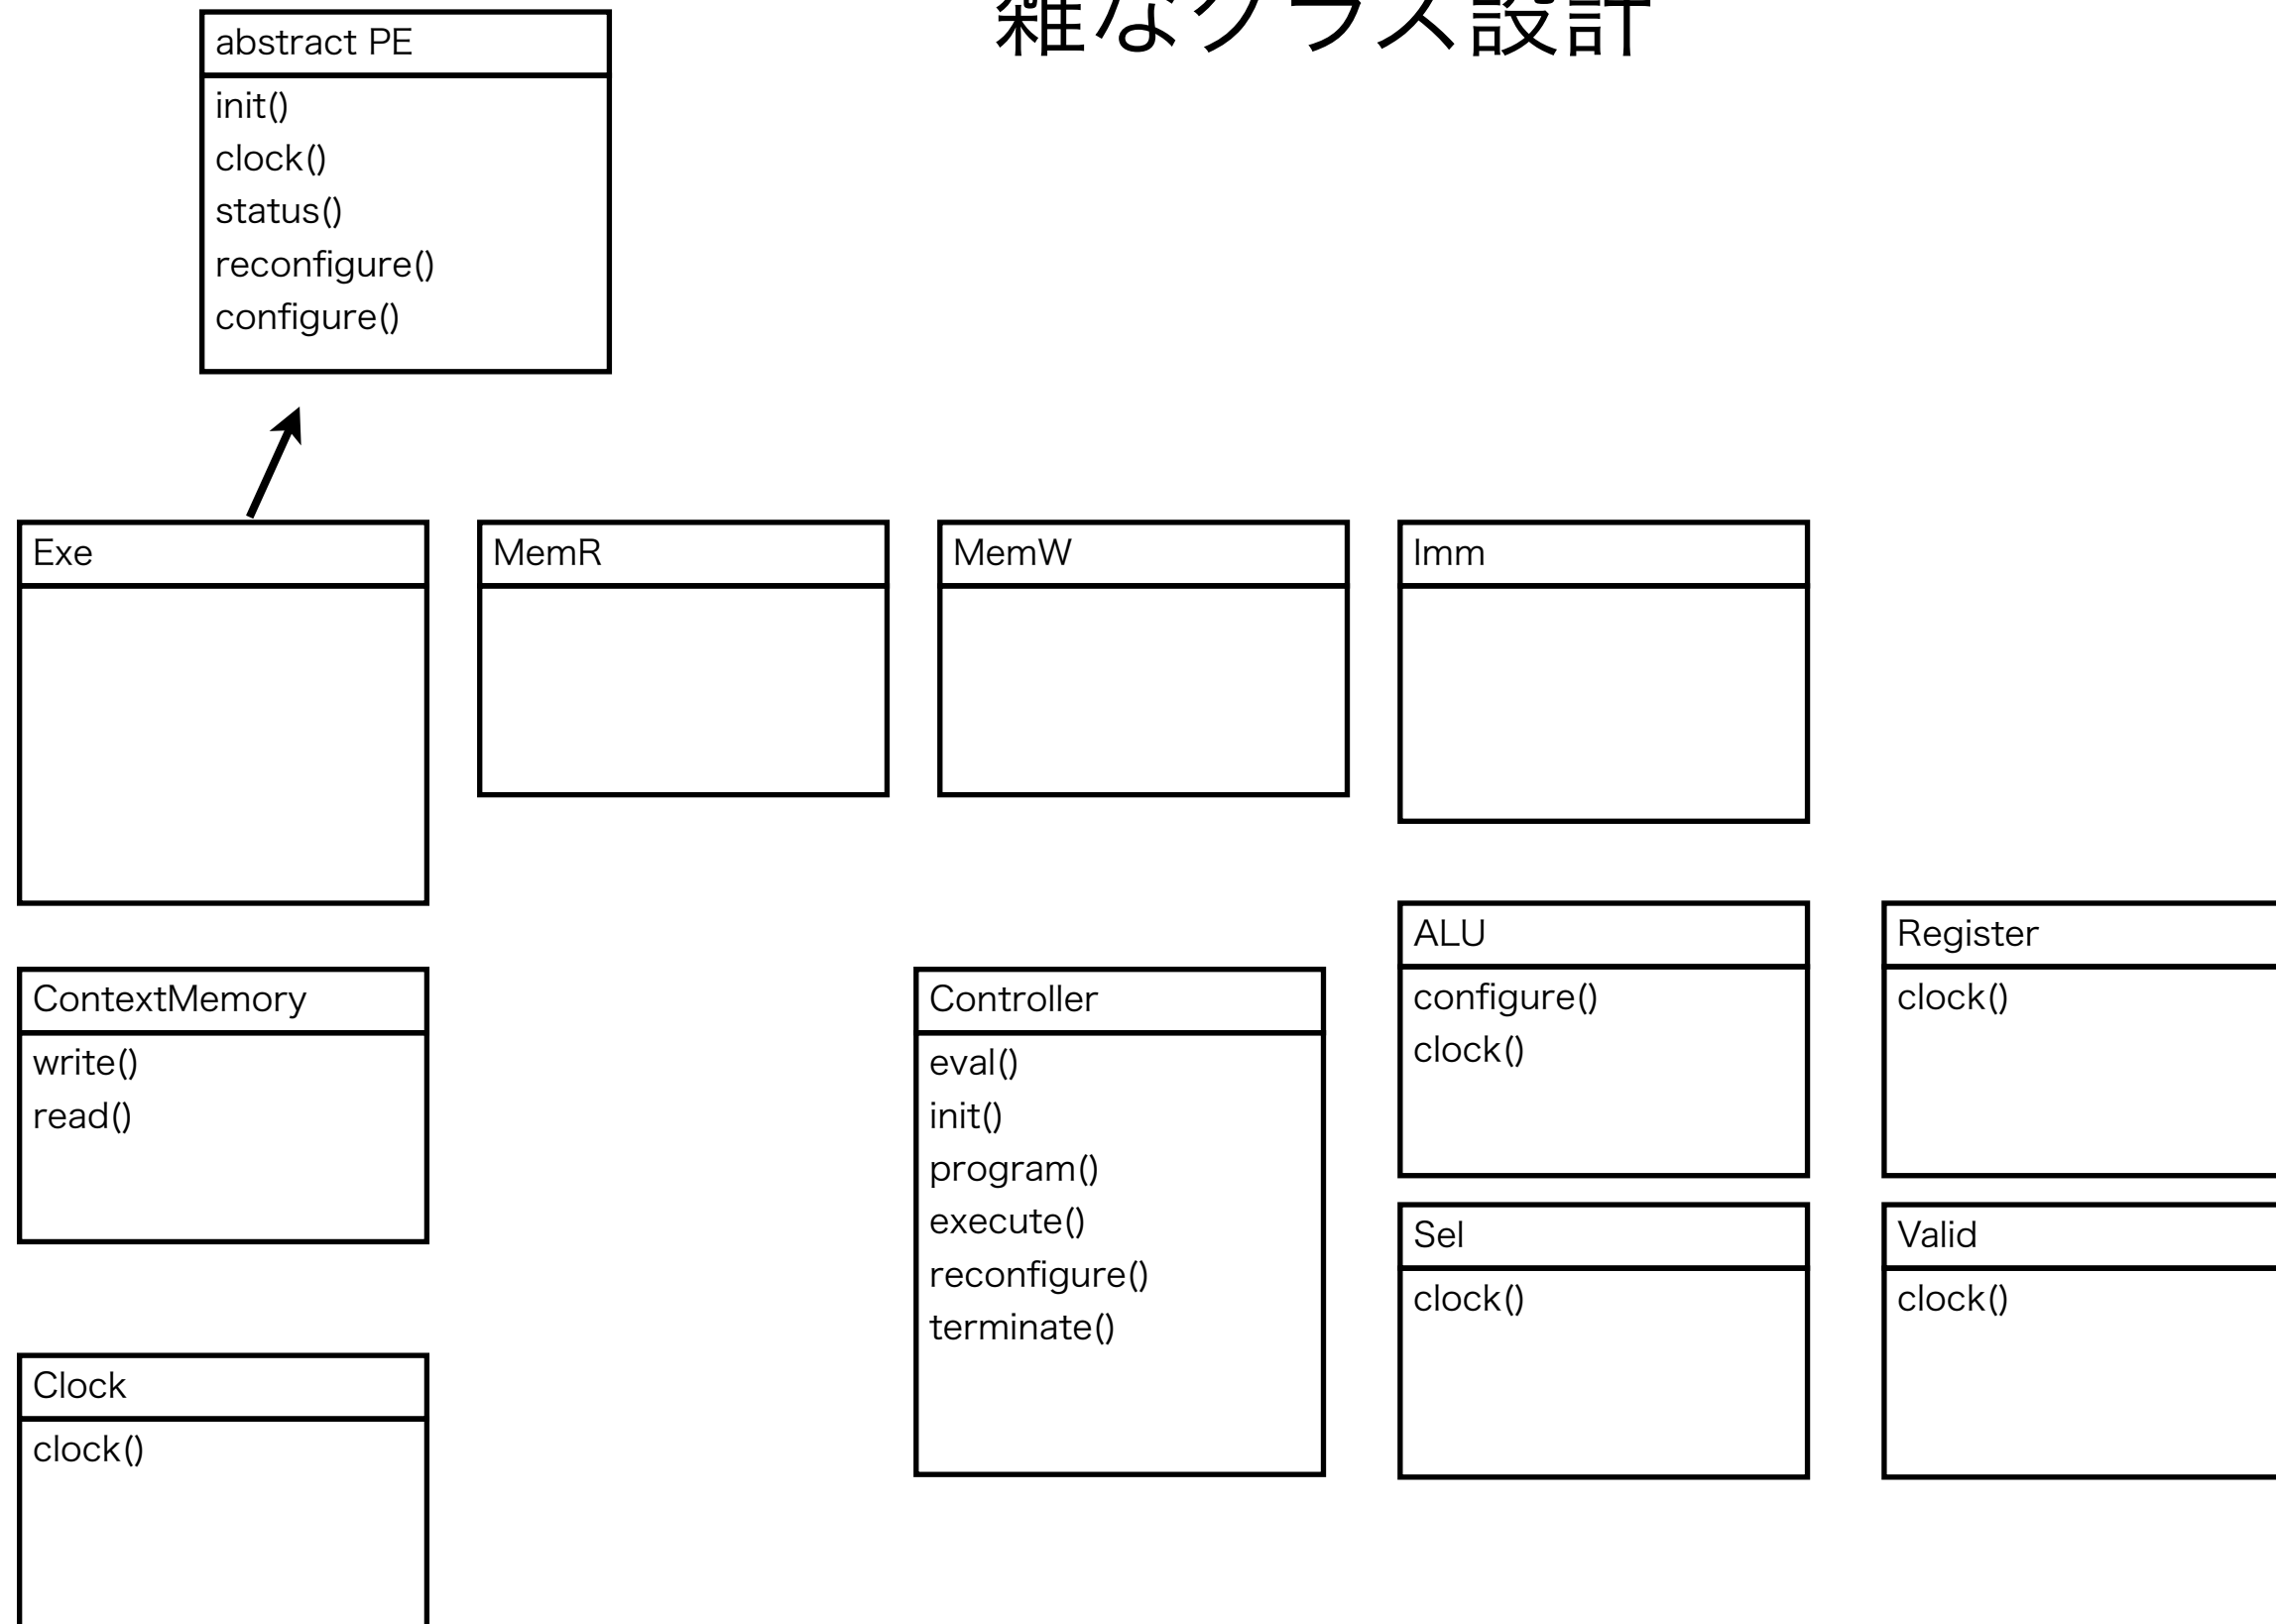 雑なクラス設計
abstract PE
init()
clock()
status()
reconfigure()
configure()
Exe
MemR
MemW
Imm
ContextMemory
write()
read()
Controller
eval()
init()
program()
execute()
reconfigure()
terminate()
ALU
configure()
clock()
Register
clock()
Sel
clock()
Valid
clock()
Clock
clock()